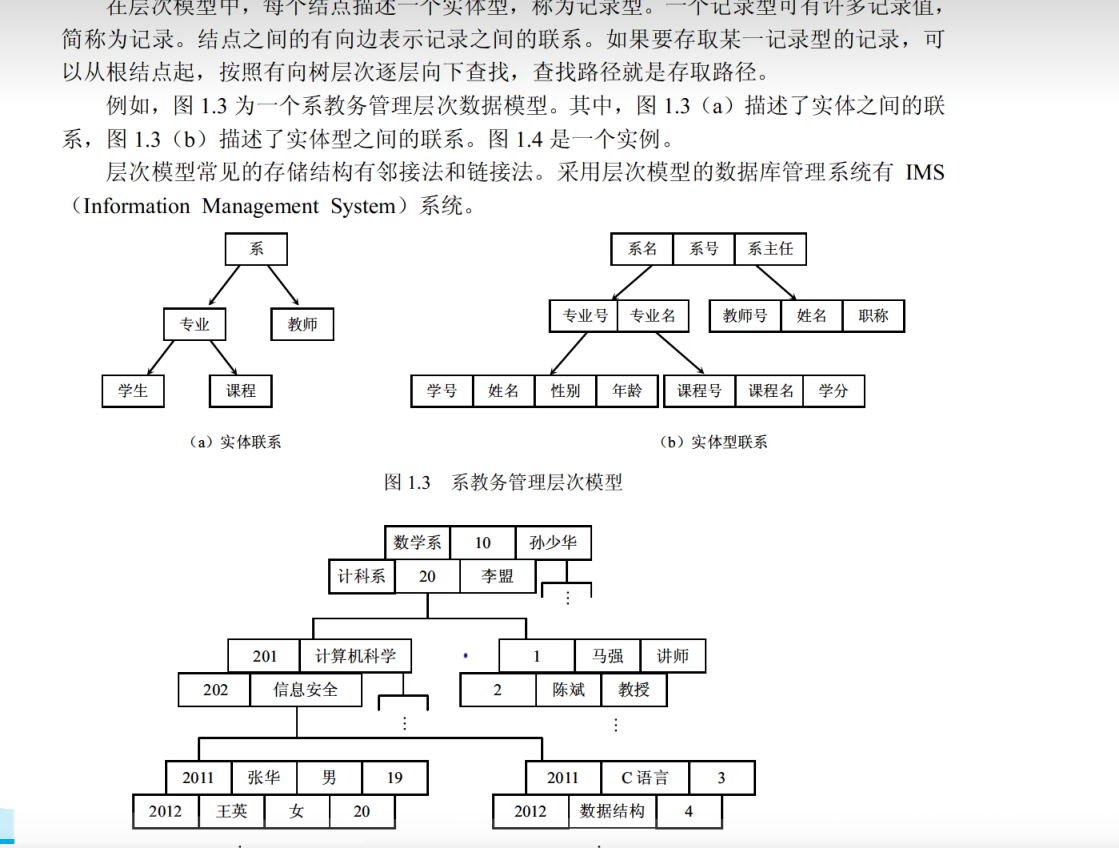 在层次模型中，每个结点描述一个实体型，称为记录型。一个记录型可有许多记录值，
简称为记录。结点之间的有向边表示记录之间的联系。如果要存取某一记录型的记录，可
以从根结点起，按照有向树层次逐层向下查找，查找路径就是存取路径。
例如，图 1.3 为一个系教务管理层次数据模型。其中，图 1.3（a）描述了实体之间的联
系，图 1.3（b）描述了实体型之间的联系。图 1.4 是一个实例。
层次模型常见的存储结构有邻接法和链接法。采用层次模型的数据库管理系统有 IMS
（Information Management System）系统。
系
专业 教师
学生 课程
（a）实体联系
系名 系号 系主任
专业号 专业名 教师号 姓名 职称
学号 姓名 性别 年龄 课程号 课程名 学分
（b）实体型联系
图 1.3 系教务管理层次模型
数学系 10 孙少华
计科系 20 李盟
⋮
201 计算机科学 1 马强 讲师
202 信息安全 2 陈斌 教授
⋮ ⋮
2011 张华 男 19 2011 C 语言 3
2012 王英 女 20 2012 数据结构 4